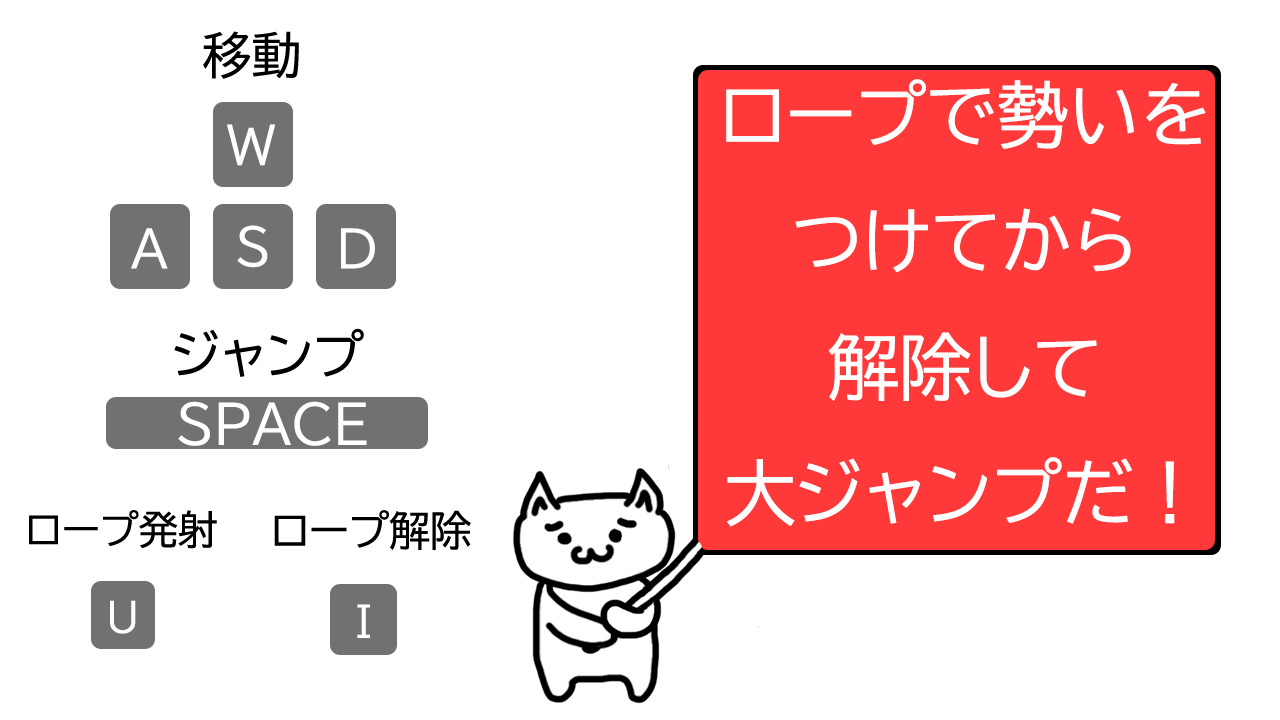 移動
W
A S D
ジャンプ
SPACE
ロープ発射 ロープ解除
U I
ロープで勢いを
つけてから
解除して
大ジャンプだ！